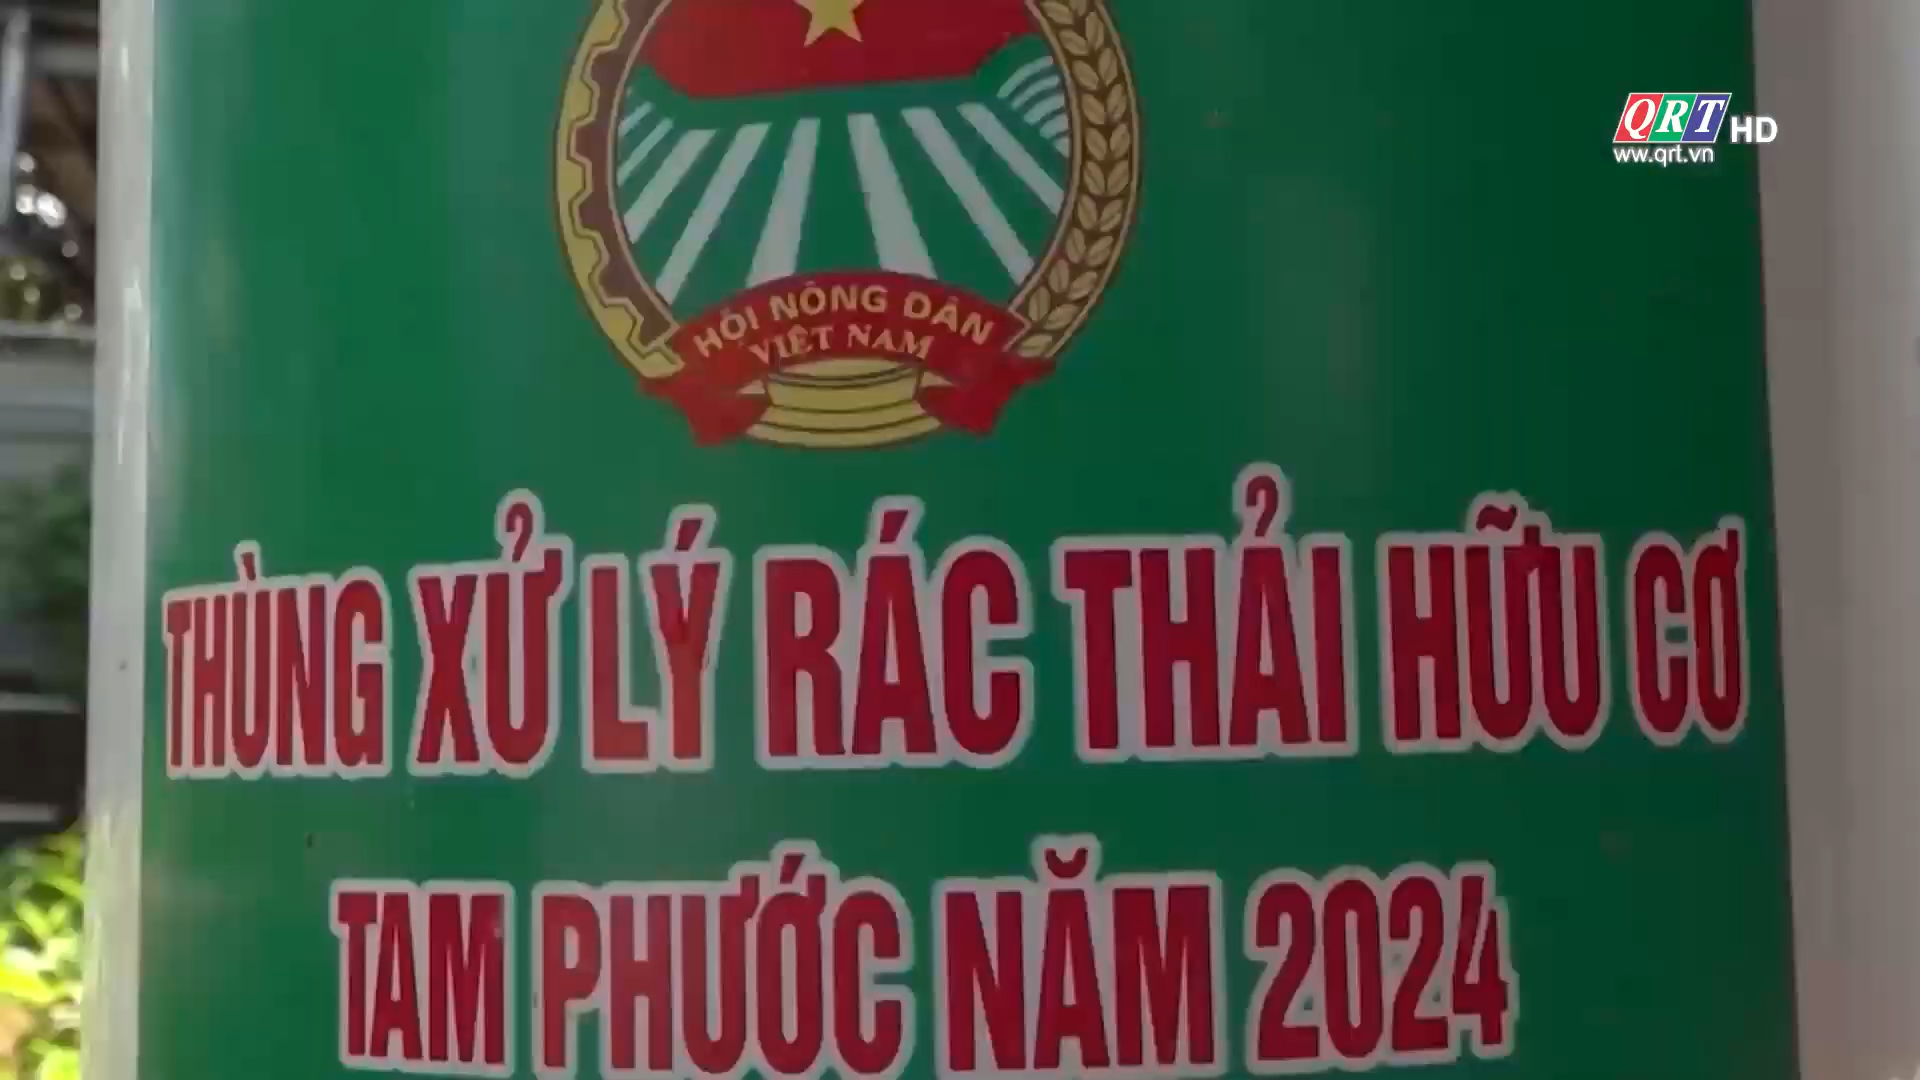 QRT HD
ww.qrt.vn
HỘI NÔNG DÂN
VIỆT NAM
THÙNG XỬ LÝ RÁC THẢI HỮU CƠ
TAM PHƯỚC NĂM 2024